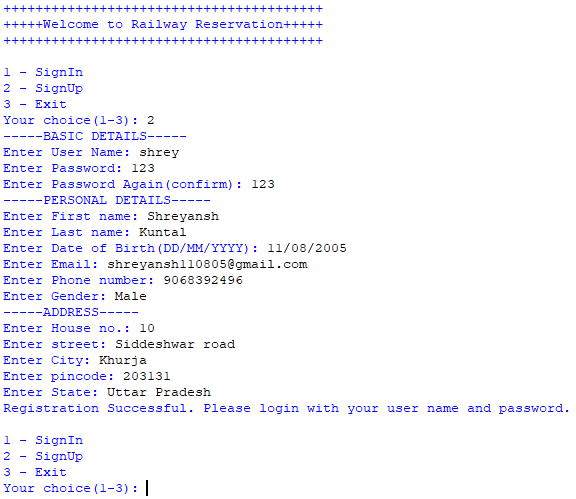 ++++++++++++++++++++++++++++++++++++++++
+++++Welcome to Railway Reservation+++++
++++++++++++++++++++++++++++++++++++++++
1 - SignIn
2 - SignUp
3 - Exit
Your choice(1-3): 2
-----BASIC DETAILS-----
Enter User Name: shrey
Enter Password: 123
Enter Password Again(confirm): 123
-----PERSONAL DETAILS-----
Enter First name: Shreyansh
Enter Last name: Kuntal
Enter Date of Birth(DD/MM/YYYY): 11/08/2005
Enter Email: shreyansh110805@gmail.com
Enter Phone number: 9068392496
Enter Gender: Male
-----ADDRESS-----
Enter House no.: 10
Enter street: Siddeshwar road
Enter City: Khurja
Enter pincode: 203131
Enter State: Uttar Pradesh
Registration Successful. Please login with your user name and password.
1 - SignIn
2 - SignUp
3 - Exit
Your choice(1-3):